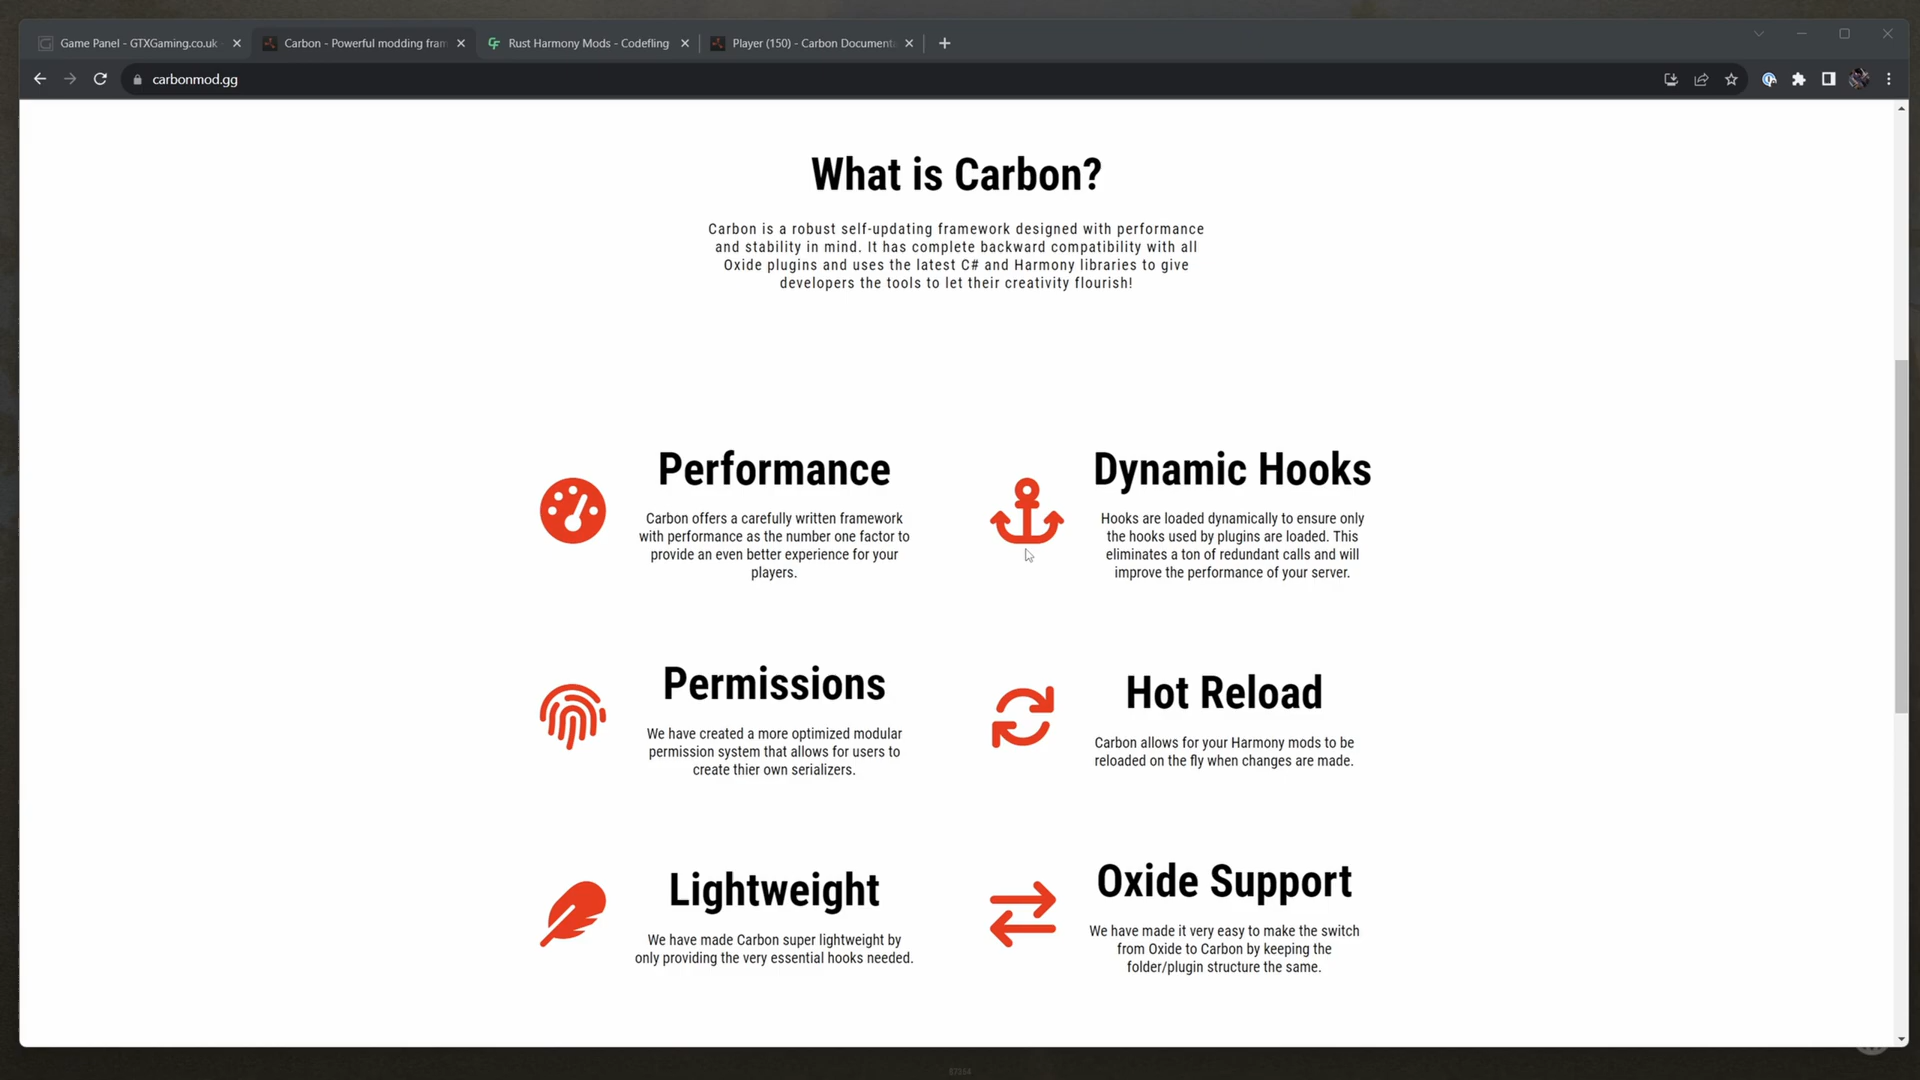 Game Panel - GTXGaming.co.uk
Carbon - Powerful modding fram
Rust Harmony Mods - Codefling
Player (150) - Carbon Documenta
carbonmod.gg
What is Carbon?
Carbon is a robust self-updating framework designed with performance
and stability in mind. It has complete backward compatibility with all
Oxide plugins and uses the latest C# and Harmony libraries to give
developers the tools to let their creativity flourish!
Performance
Carbon offers a carefully written framework
with performance as the number one factor to
provide an even better experience for your
players.
Dynamic Hooks
Hooks are loaded dynamically to ensure only
the hooks used by plugins are loaded. This
eliminates a ton of redundant calls and will
improve the performance of your server.
Permissions
We have created a more optimized modular
permission system that allows for users to
create thier own serializers.
Hot Reload
Carbon allows for your Harmony mods to be
reloaded on the fly when changes are made.
Lightweight
We have made Carbon super lightweight by
only providing the very essential hooks needed.
Oxide Support
We have made it very easy to make the switch
from Oxide to Carbon by keeping the
folder/plugin structure the same.